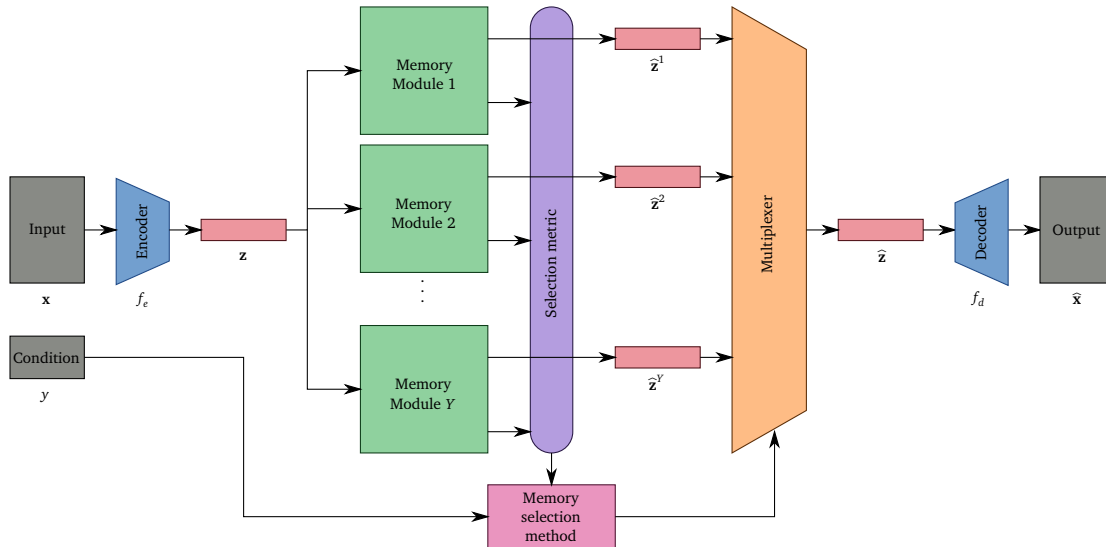 Input
x
Encoder
fₑ
z
Condition
y
Memory
Module 1
Memory
Module 2
⋮
Memory
Module Y
Selection metric
Memory
selection
method
ẑ¹
ẑ²
ẑʸ
Multiplexer
ẑ
Decoder
f_d
Output
x̂